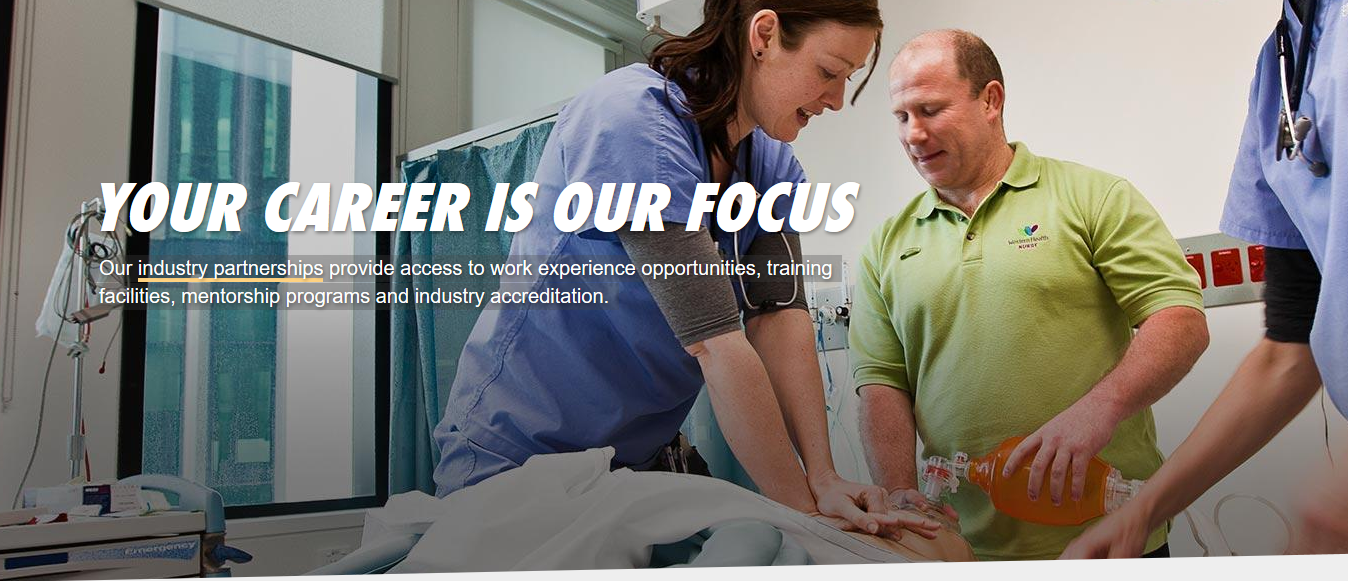 YOUR CAREER IS OUR FOCUS
Our industry partnerships provide access to work experience opportunities, training
facilities, mentorship programs and industry accreditation.
Western Health
NURSE
Emergency